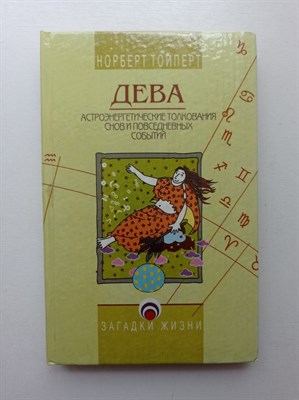 НОРБЕРТ ТОЙПЕРТ
ДЕВА
АСТРОЭНЕРГЕТИЧЕСКИЕ ТОЛКОВАНИЯ
СНОВ И ПОВСЕДНЕВНЫХ
СОБЫТИЙ
ЗАГАДКИ ЖИЗНИ